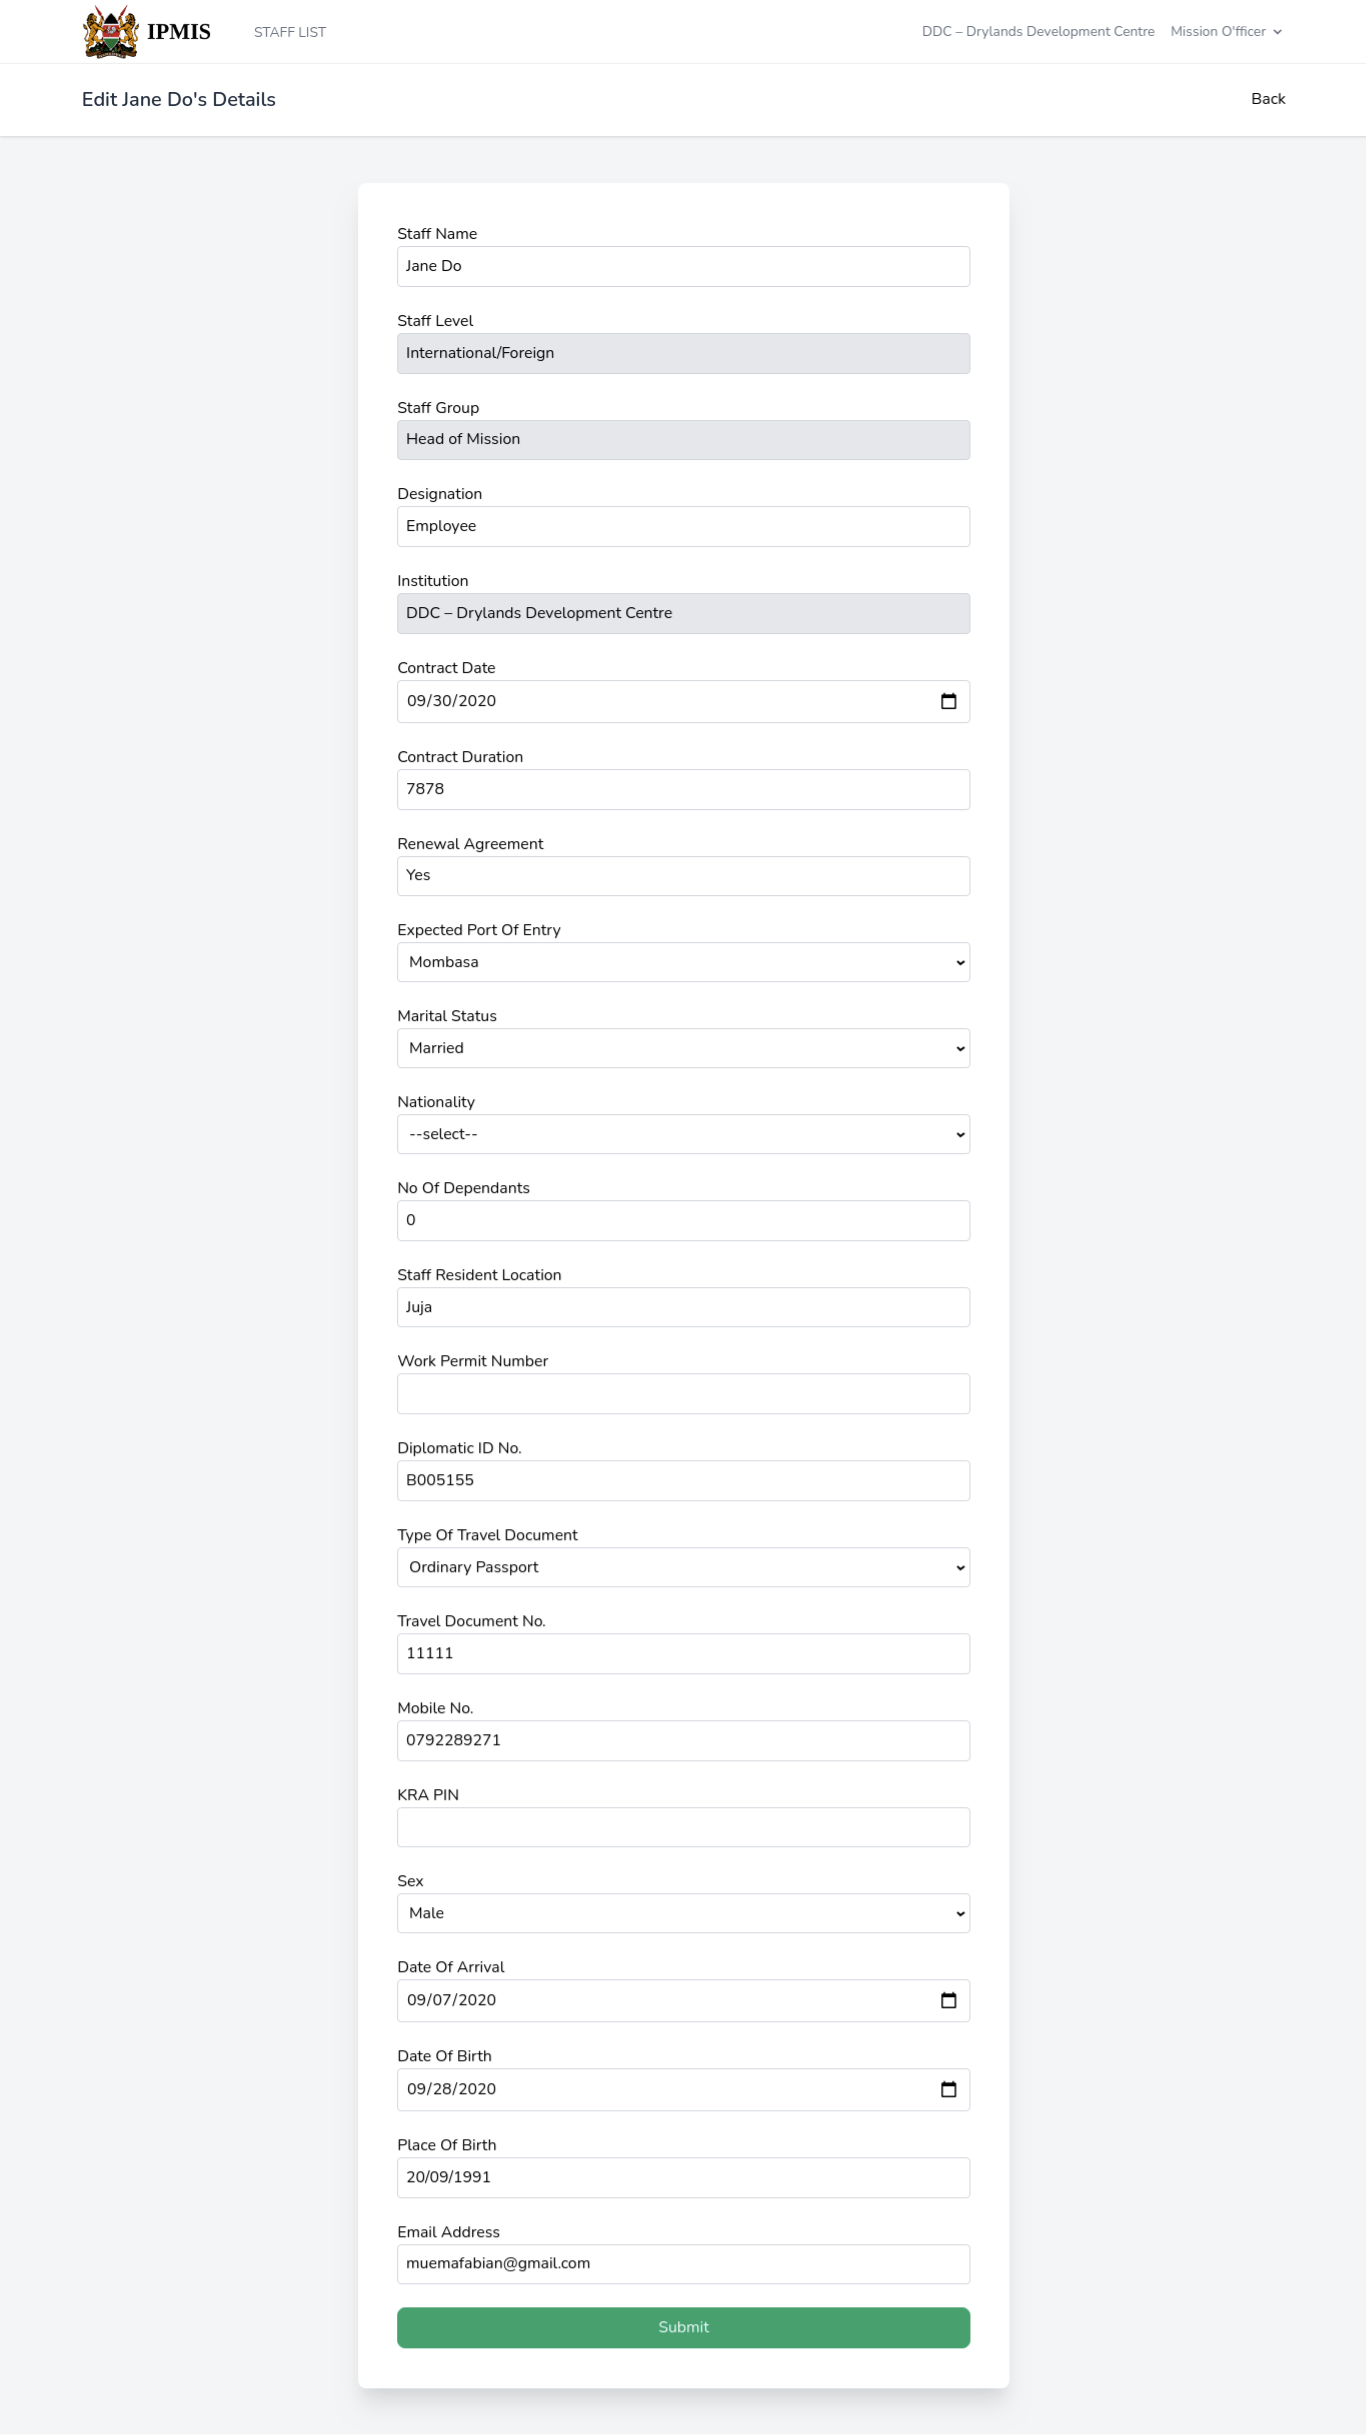 IPMIS
STAFF LIST
DDC – Drylands Development Centre
Mission O'fficer
Edit Jane Do's Details
Back
Staff Name
Jane Do
Staff Level
International/Foreign
Staff Group
Head of Mission
Designation
Employee
Institution
DDC – Drylands Development Centre
Contract Date
09/30/2020
Contract Duration
7878
Renewal Agreement
Yes
Expected Port Of Entry
Mombasa
Marital Status
Married
Nationality
--select--
No Of Dependants
0
Staff Resident Location
Juja
Work Permit Number
Diplomatic ID No.
B005155
Type Of Travel Document
Ordinary Passport
Travel Document No.
11111
Mobile No.
0792289271
KRA PIN
Sex
Male
Date Of Arrival
09/07/2020
Date Of Birth
09/28/2020
Place Of Birth
20/09/1991
Email Address
muemafabian@gmail.com
Submit